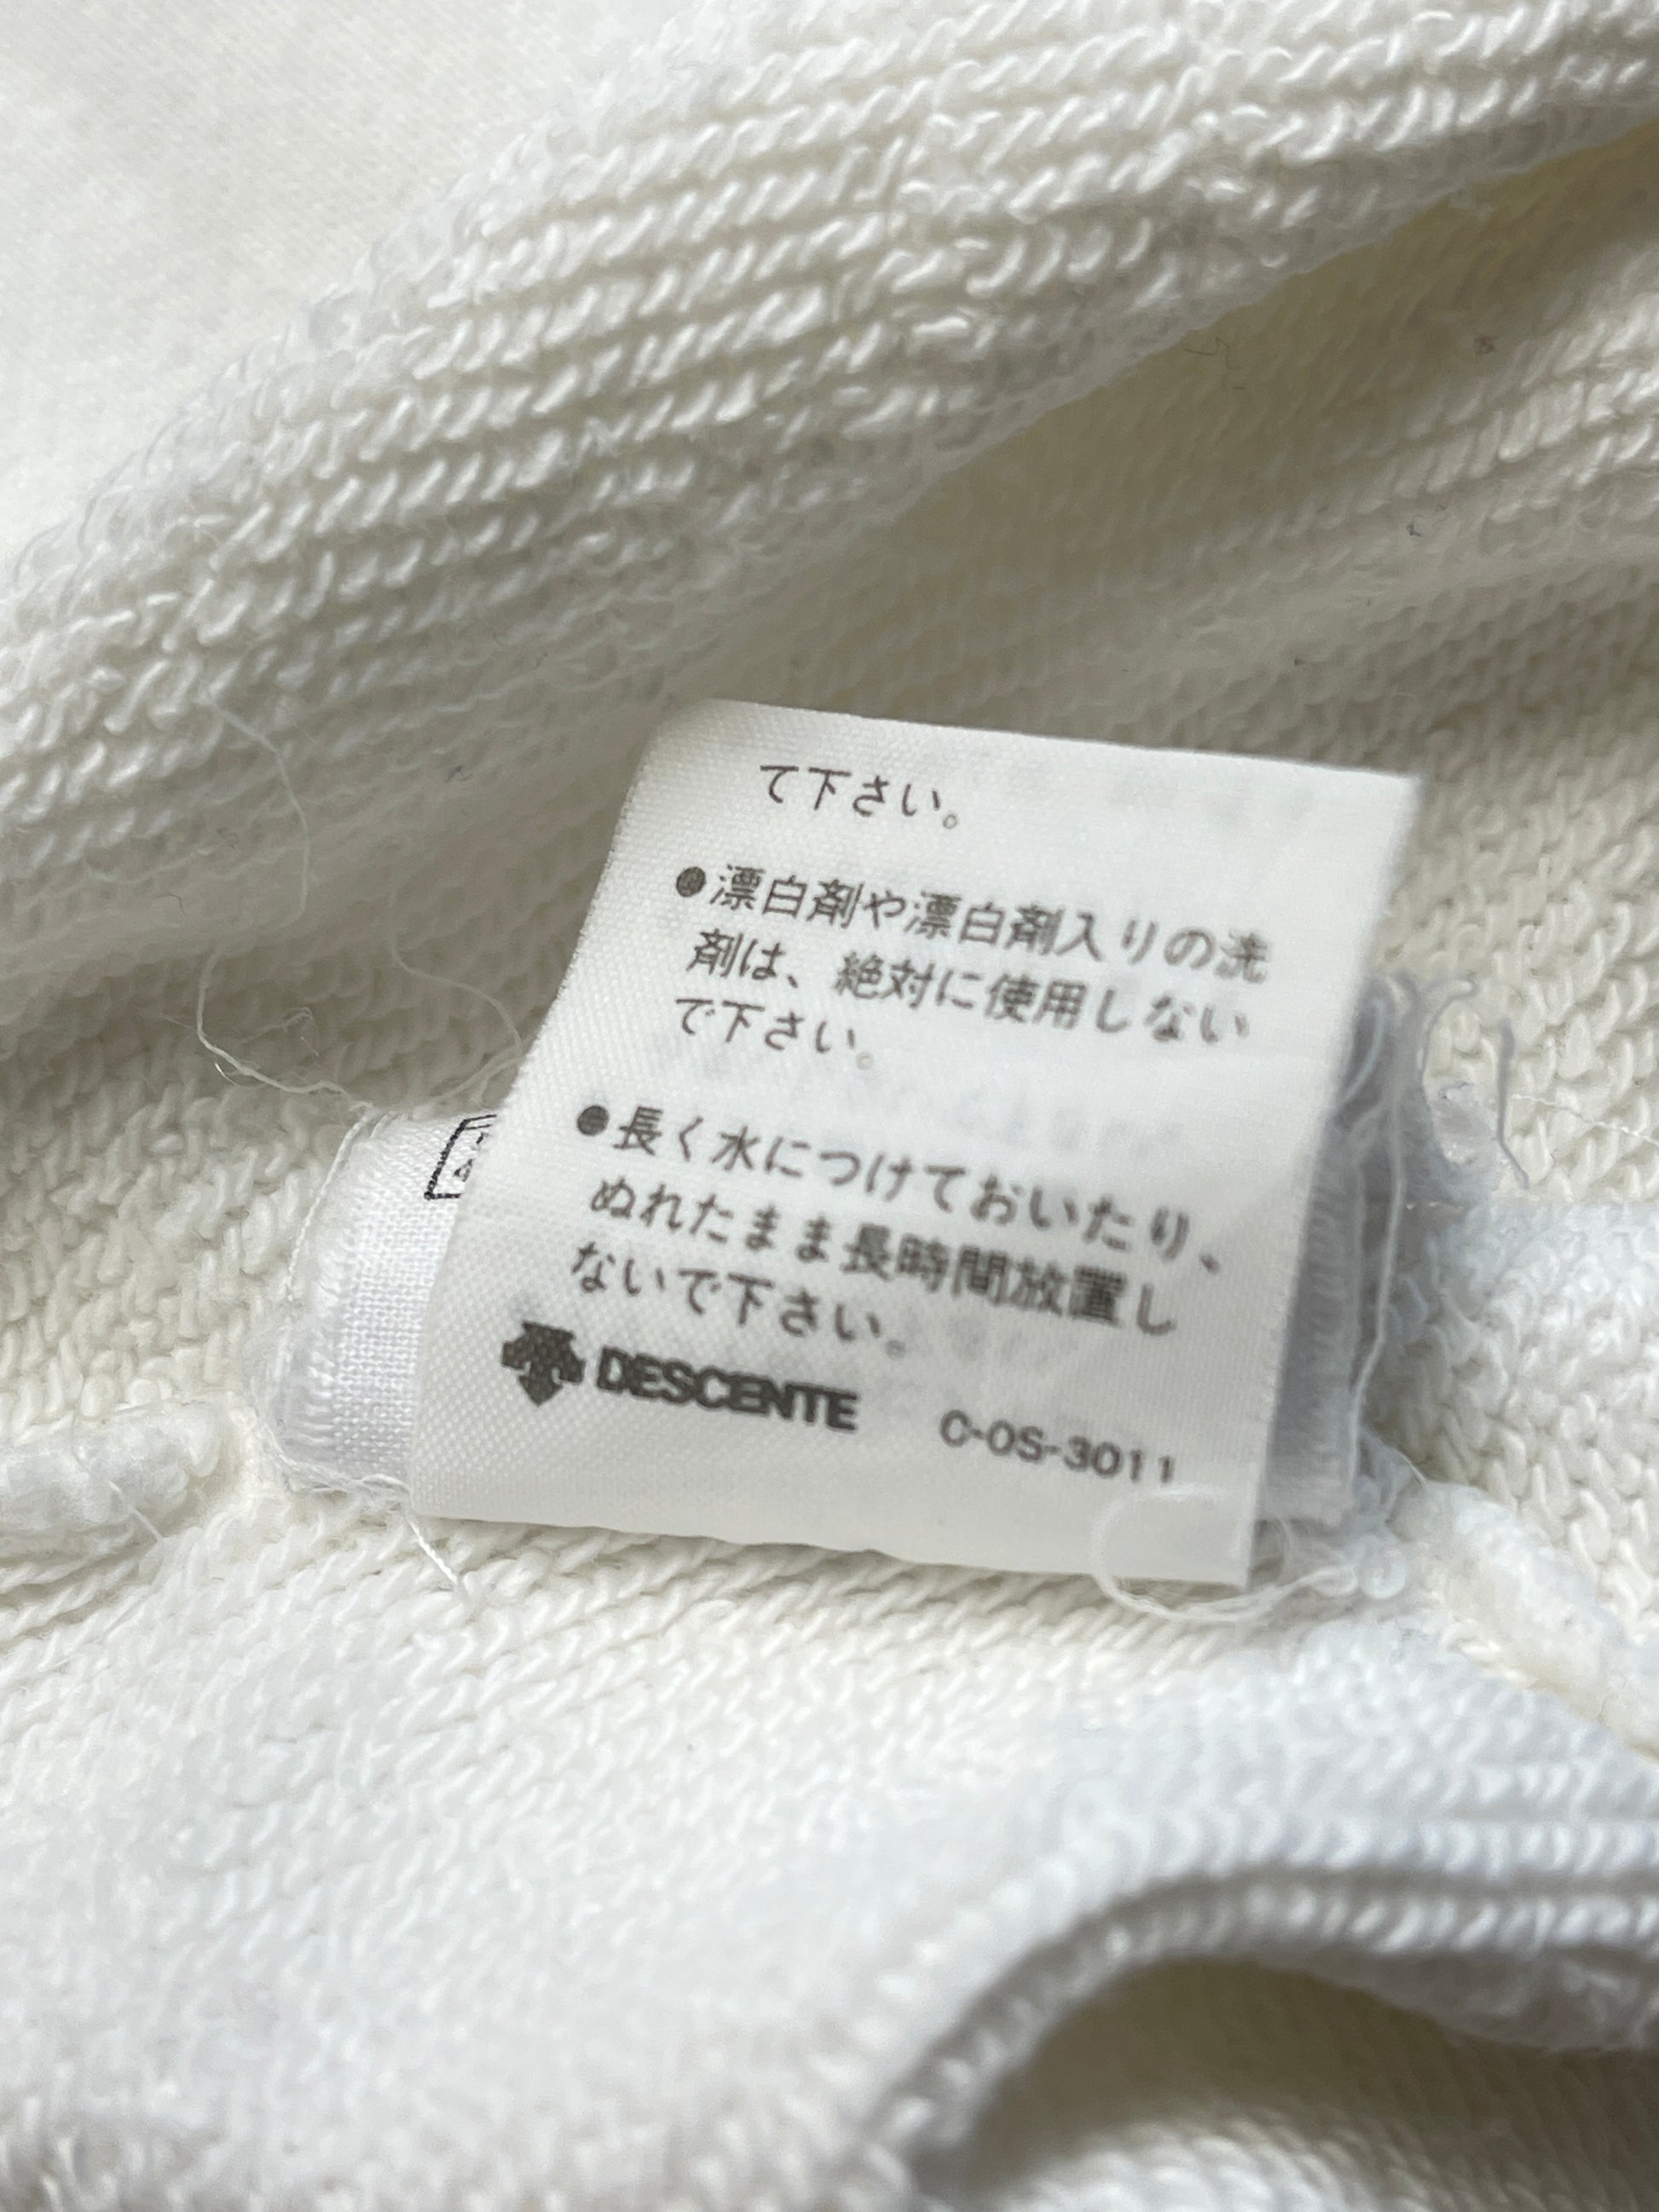 て下さい。
●漂白剤や漂白剤入りの洗
剤は、絶対に使用しない
で下さい。
●長く水につけておいたり、
ぬれたまま長時間放置し
ないで下さい。
DESCENTE C-OS-3011